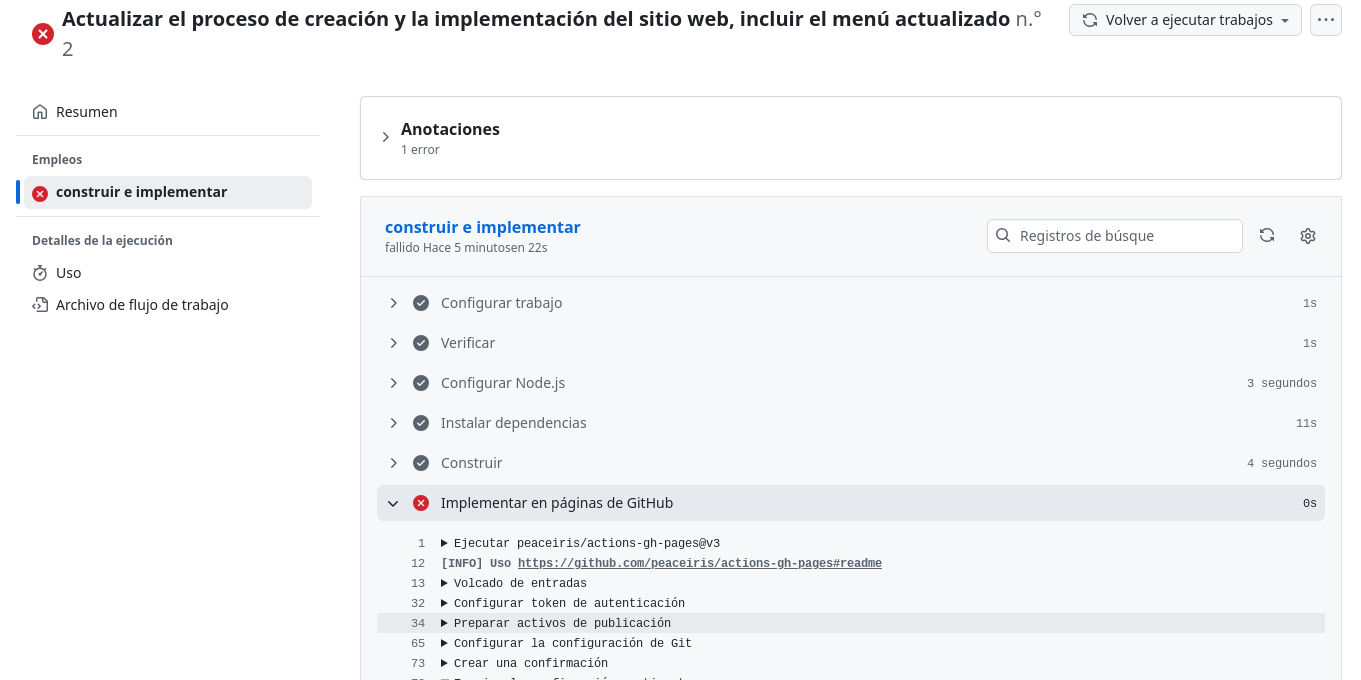 Actualizar el proceso de creación y la implementación del sitio web, incluir el menú actualizado n.°
2
Volver a ejecutar trabajos
Resumen
Empleos
construir e implementar
Detalles de la ejecución
Uso
Archivo de flujo de trabajo
Anotaciones
1 error
construir e implementar
fallido Hace 5 minutosen 22s
Registros de búsque
Configurar trabajo 1s
Verificar 1s
Configurar Node.js 3 segundos
Instalar dependencias 11s
Construir 4 segundos
Implementar en páginas de GitHub 0s
1 Ejecutar peaceiris/actions-gh-pages@v3
12 [INFO] Uso https://github.com/peaceiris/actions-gh-pages#readme
13 Volcado de entradas
32 Configurar token de autenticación
34 Preparar activos de publicación
65 Configurar la configuración de Git
73 Crear una confirmación